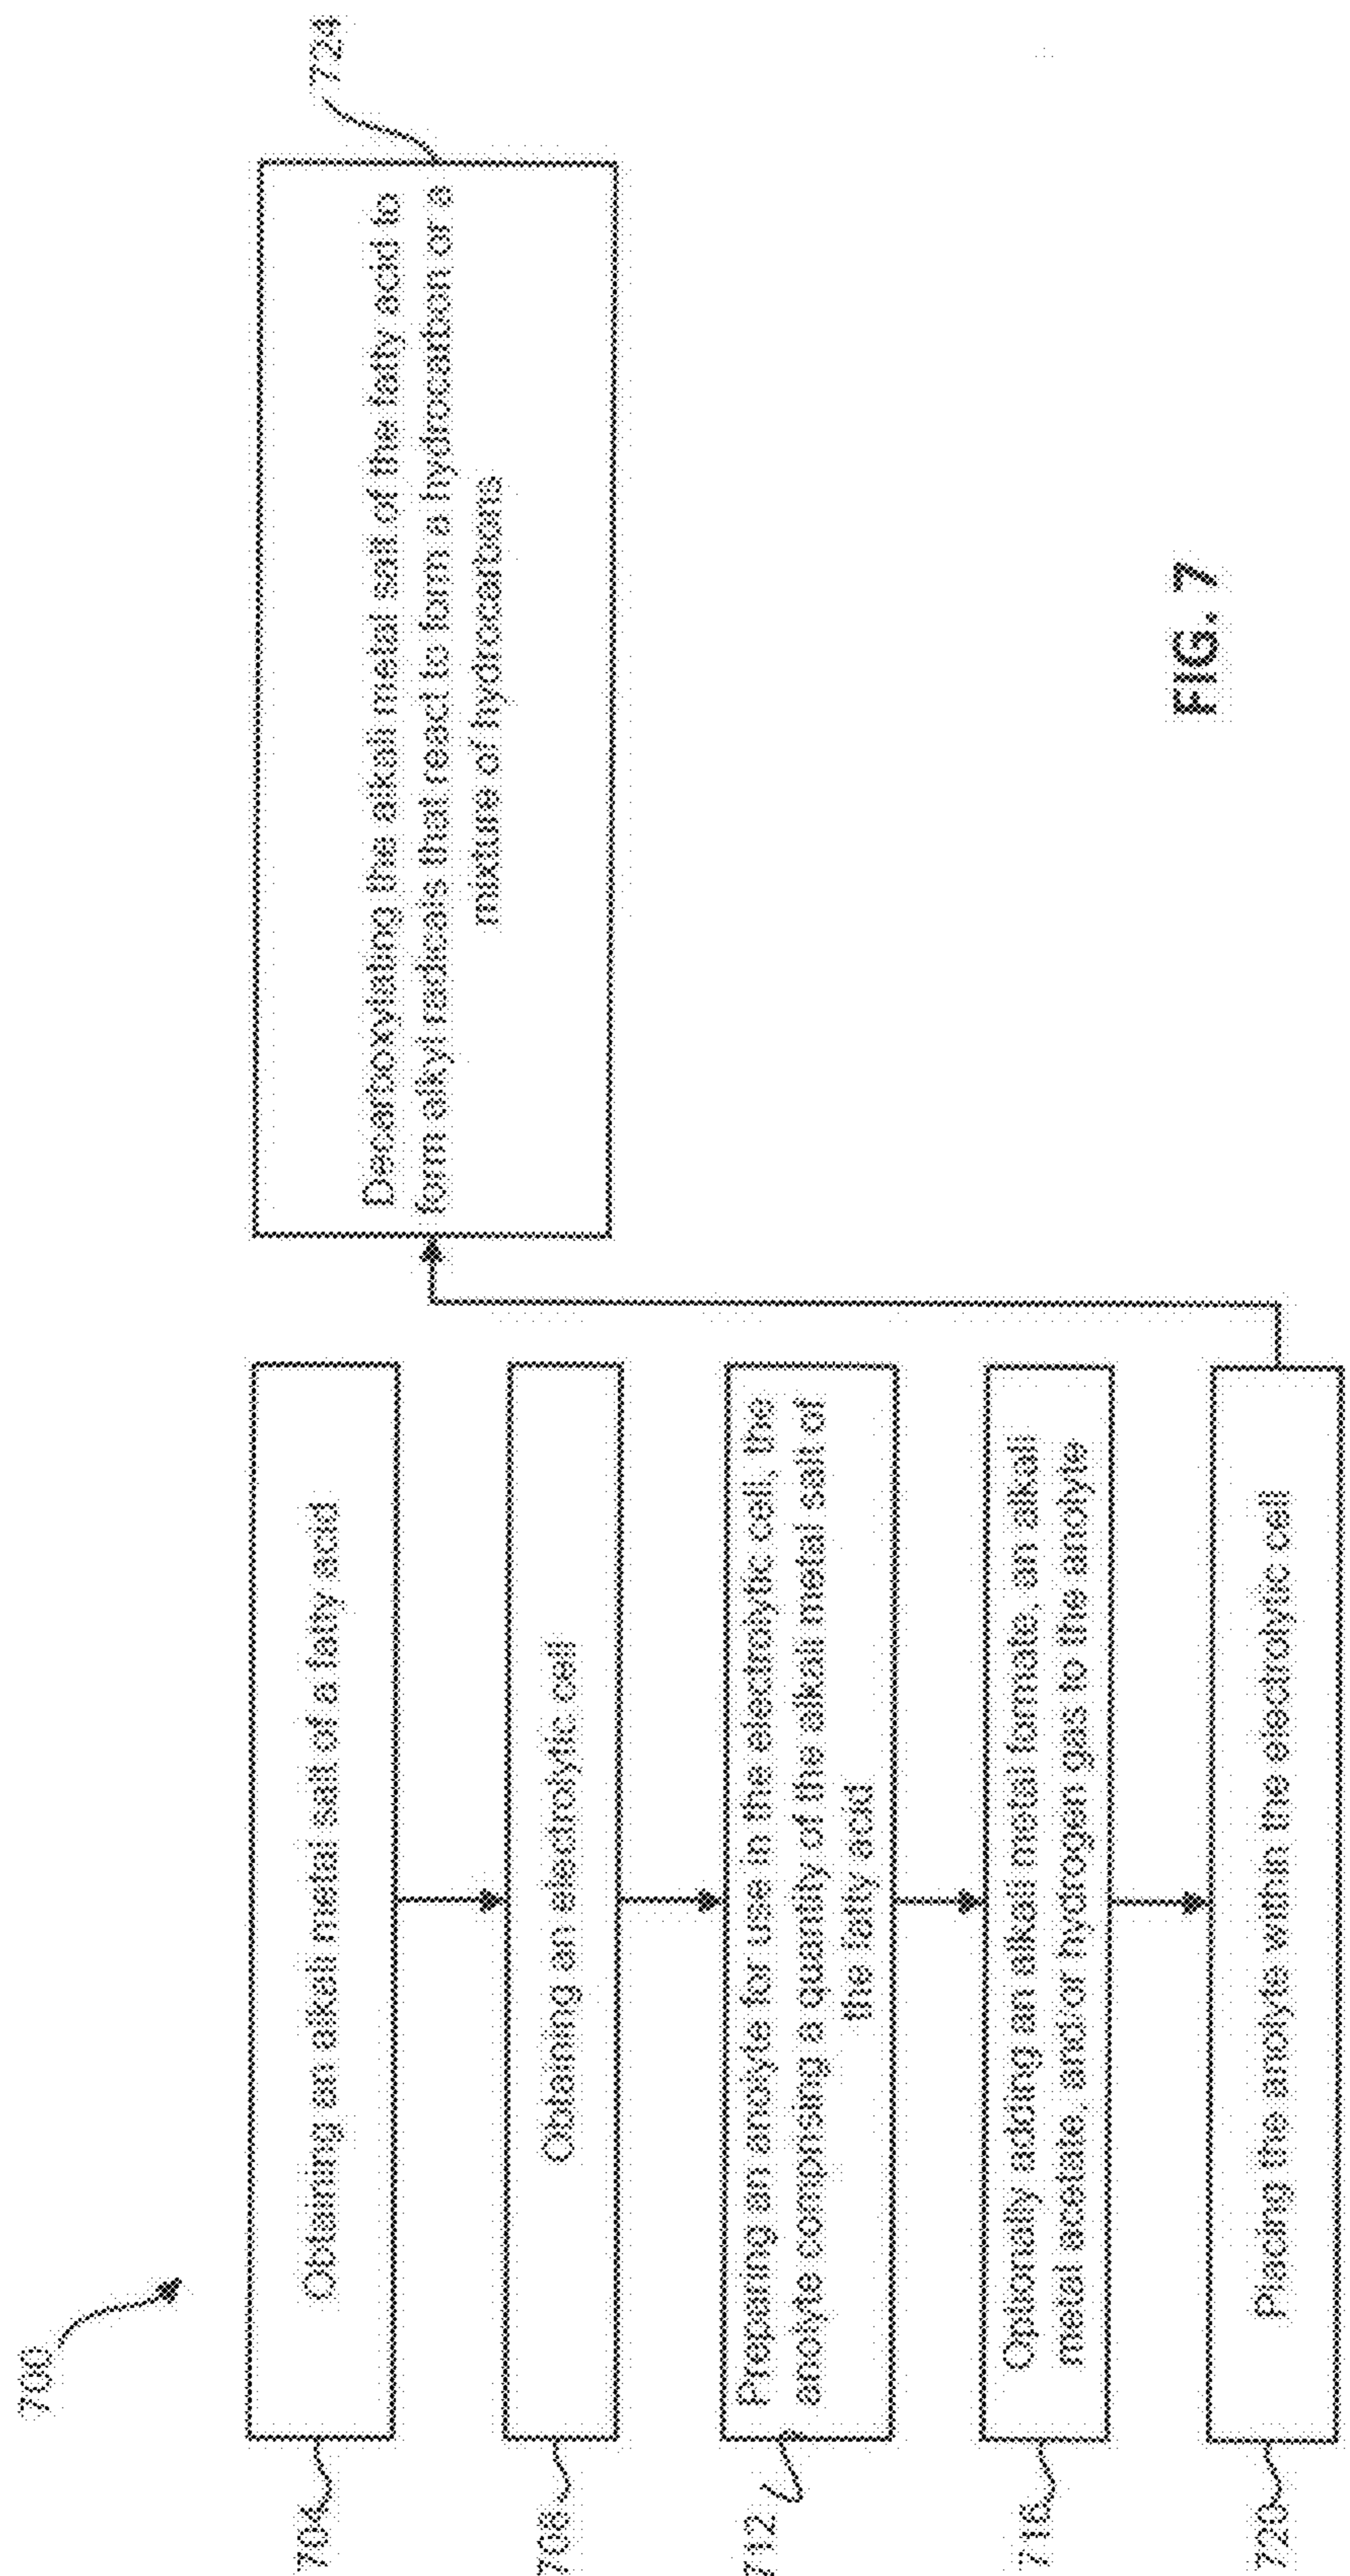 700
704
Obtaining an alkali metal salt of a fatty acid
708
Obtaining an electrolytic cell
712
Preparing an anolyte for use in the electrolytic cell, the
anolyte comprising a quantity of the alkali metal salt of
the fatty acid
716
Optionally adding an alkali metal formate, an alkali
metal acetate, and/or hydrogen gas to the anolyte
720
Placing the anolyte within the electrolytic cell
724
Decarboxylating the alkali metal salt of the fatty acid to
form alkyl radicals that react to form a hydrocarbon or a
mixture of hydrocarbons
FIG. 7